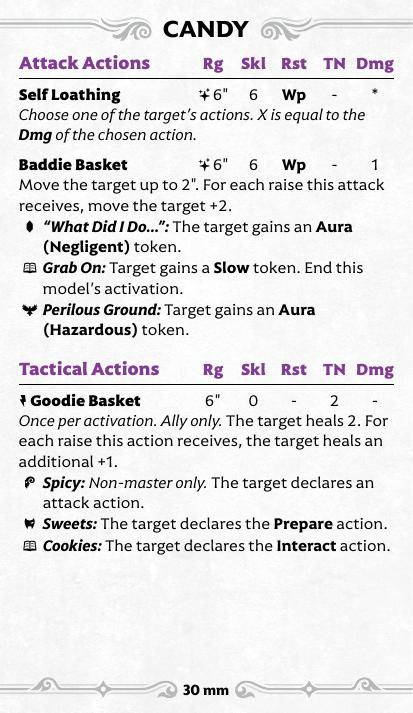 CANDY
Attack Actions Rg Skl Rst TN Dmg
Self Loathing 6" 6 Wp - *
Choose one of the target's actions. X is equal to the
Dmg of the chosen action.
Baddie Basket 6" 6 Wp - 1
Move the target up to 2". For each raise this attack
receives, move the target +2.
"What Did I Do...": The target gains an Aura
(Negligent) token.
Grab On: Target gains a Slow token. End this
model's activation.
Perilous Ground: Target gains an Aura
(Hazardous) token.
Tactical Actions Rg Skl Rst TN Dmg
Goodie Basket 6" 0 - 2 -
Once per activation. Ally only. The target heals 2. For
each raise this action receives, the target heals an
additional +1.
Spicy: Non-master only. The target declares an
attack action.
Sweets: The target declares the Prepare action.
Cookies: The target declares the Interact action.
30 mm